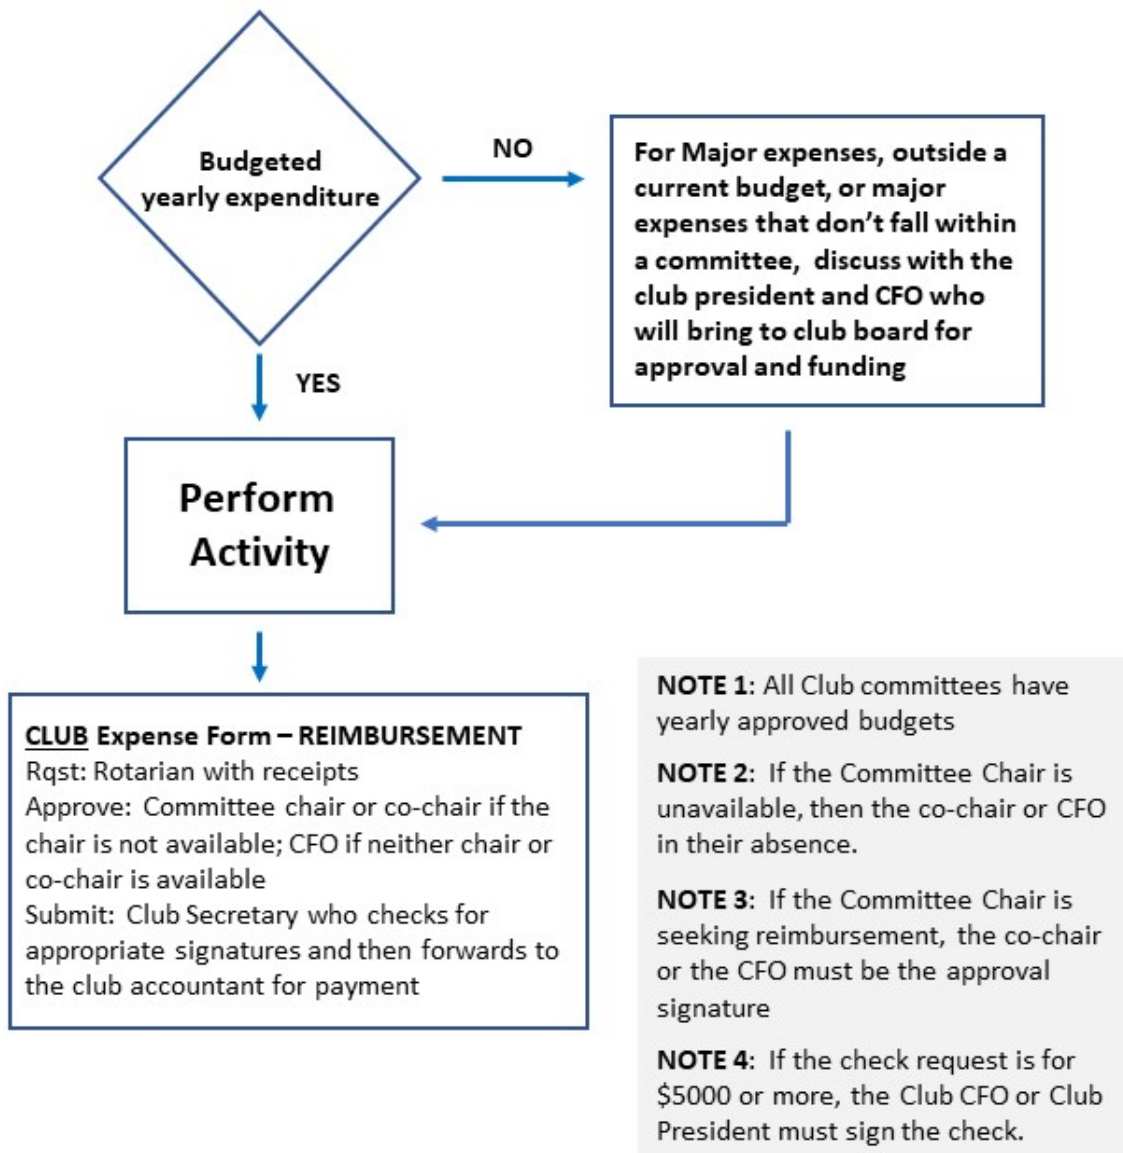 Budgeted
yearly expenditure
NO
For Major expenses, outside a
current budget, or major
expenses that don't fall within
a committee,  discuss with the
club president and CFO who
will bring to club board for
approval and funding
YES
Perform
Activity
CLUB Expense Form – REIMBURSEMENT
Rqst: Rotarian with receipts
Approve:  Committee chair or co-chair if the
chair is not available; CFO if neither chair or
co-chair is available
Submit:  Club Secretary who checks for
appropriate signatures and then forwards to
the club accountant for payment
NOTE 1: All Club committees have
yearly approved budgets
NOTE 2:  If the Committee Chair is
unavailable, then the co-chair or CFO
in their absence.
NOTE 3:  If the Committee Chair is
seeking reimbursement, the co-chair
or the CFO must be the approval
signature
NOTE 4:  If the check request is for
$5000 or more, the Club CFO or Club
President must sign the check.